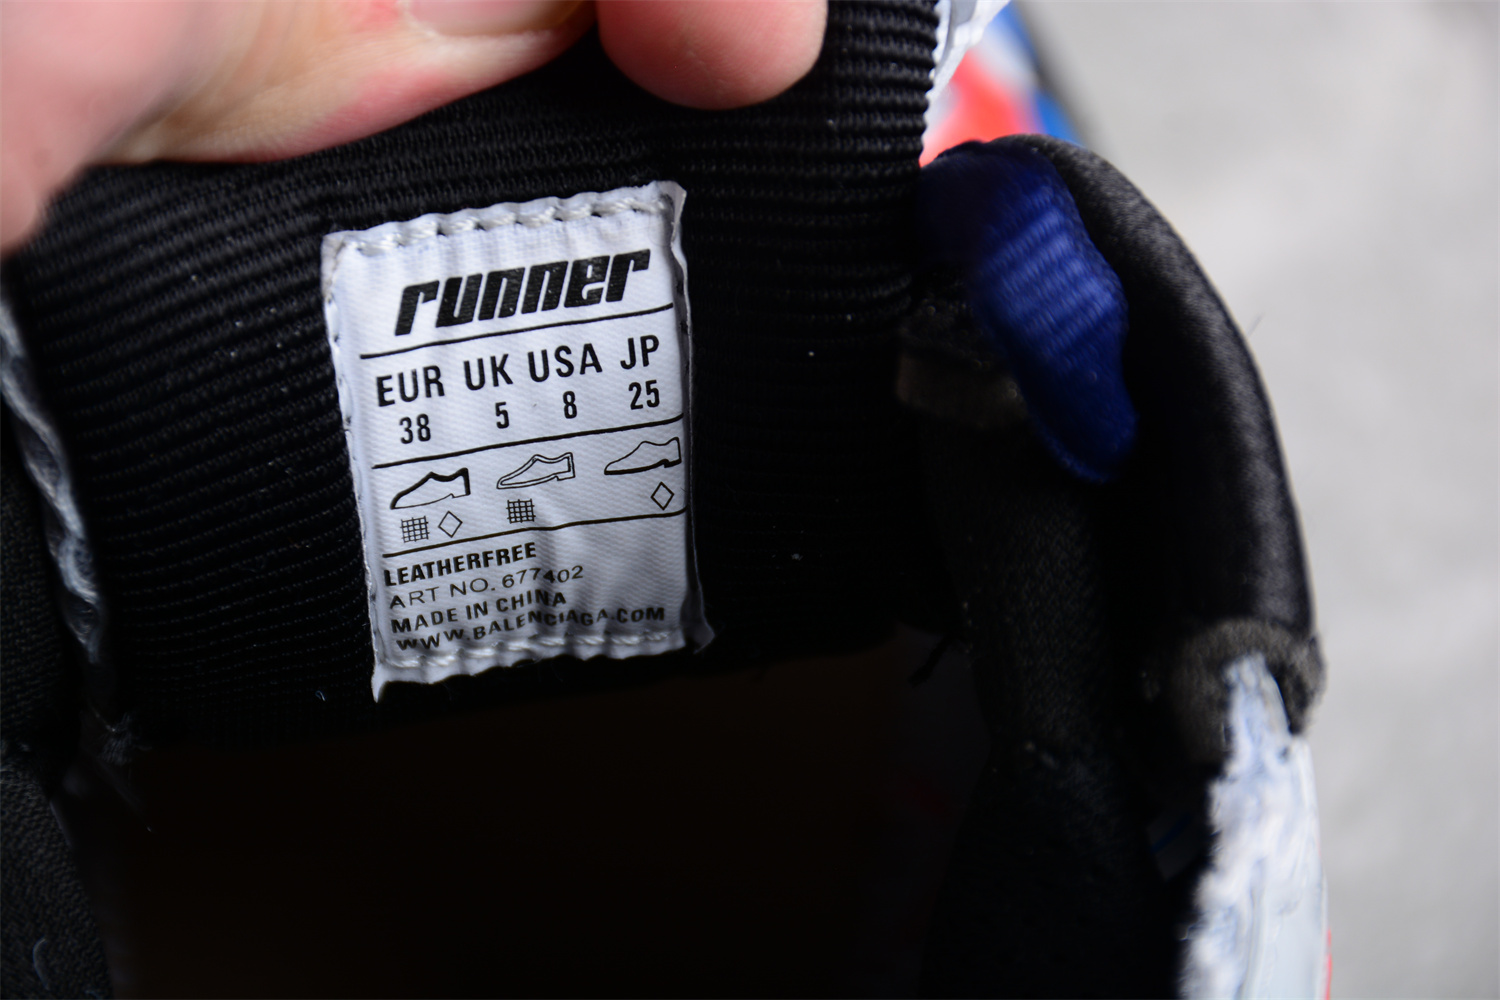 runner
EUR UK USA JP
38 5 8 25
LEATHERFREE
ART NO. 677402
MADE IN CHINA
WWW.BALENCIAGA.COM